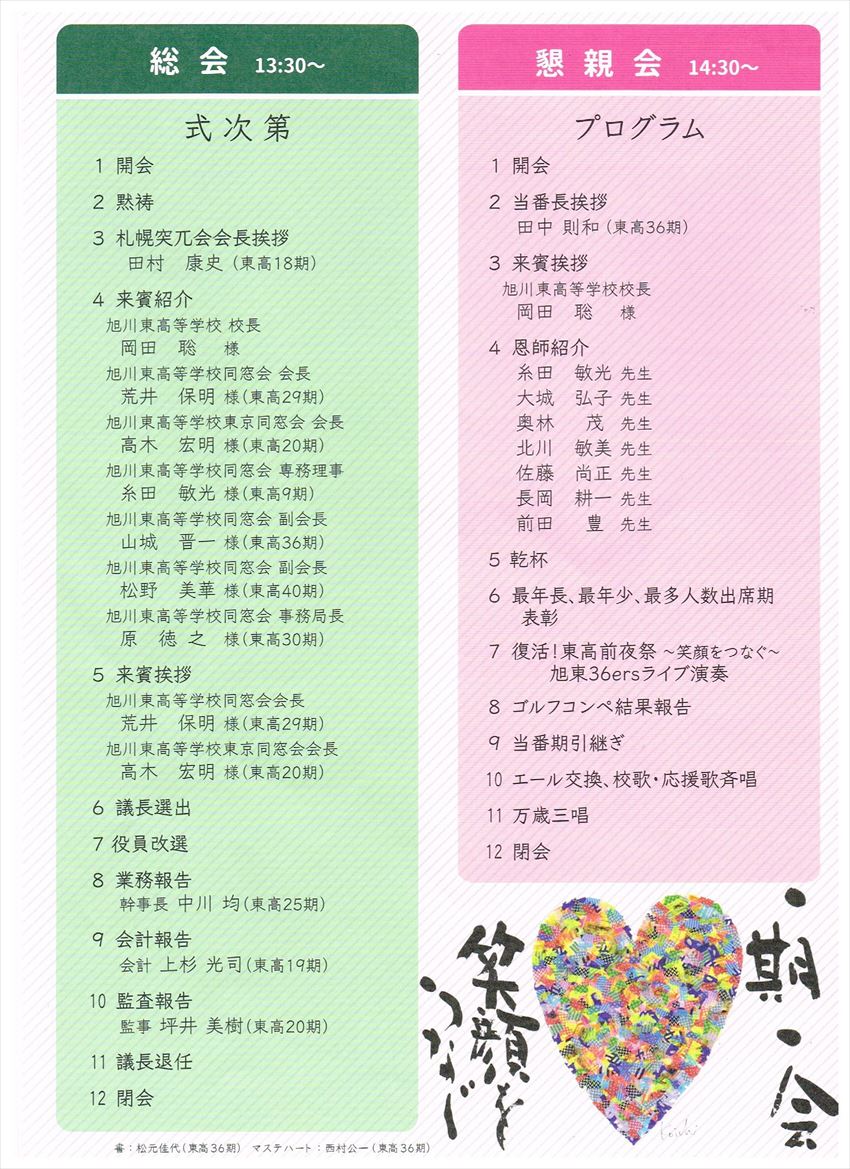 総会 13:30～
式次第
1 開会
2 黙祷
3 札幌突兀会会長挨拶
田村 康史（東高18期）
4 来賓紹介
旭川東高等学校 校長
岡田 聡 様
旭川東高等学校同窓会 会長
荒井 保明 様（東高29期）
旭川東高等学校東京同窓会 会長
高木 宏明 様（東高20期）
旭川東高等学校同窓会 専務理事
糸田 敏光 様（東高9期）
旭川東高等学校同窓会 副会長
山城 晋一 様（東高36期）
旭川東高等学校同窓会 副会長
松野 美華 様（東高40期）
旭川東高等学校同窓会 事務局長
原 徳之 様（東高30期）
5 来賓挨拶
旭川東高等学校同窓会会長
荒井 保明 様（東高29期）
旭川東高等学校東京同窓会会長
高木 宏明 様（東高20期）
6 議長選出
7 役員改選
8 業務報告
幹事長 中川 均（東高25期）
9 会計報告
会計 上杉 光司（東高19期）
10 監査報告
監事 坪井 美樹（東高20期）
11 議長退任
12 閉会
懇親会 14:30～
プログラム
1 開会
2 当番長挨拶
田中 則和（東高36期）
3 来賓挨拶
旭川東高等学校校長
岡田 聡 様
4 恩師紹介
糸田 敏光 先生
大城 弘子 先生
奥林 茂 先生
北川 敏美 先生
佐藤 尚正 先生
長岡 耕一 先生
前田 豊 先生
5 乾杯
6 最年長、最年少、最多人数出席期
表彰
7 復活！東高前夜祭 ～笑顔をつなぐ～
旭東36ersライブ演奏
8 ゴルフコンペ結果報告
9 当番期引継ぎ
10 エール交換、校歌・応援歌斉唱
11 万歳三唱
12 閉会
一期一会
笑顔を
つなぐ
Koichi
書：松元佳代（東高36期） マステハート：西村公一（東高36期）